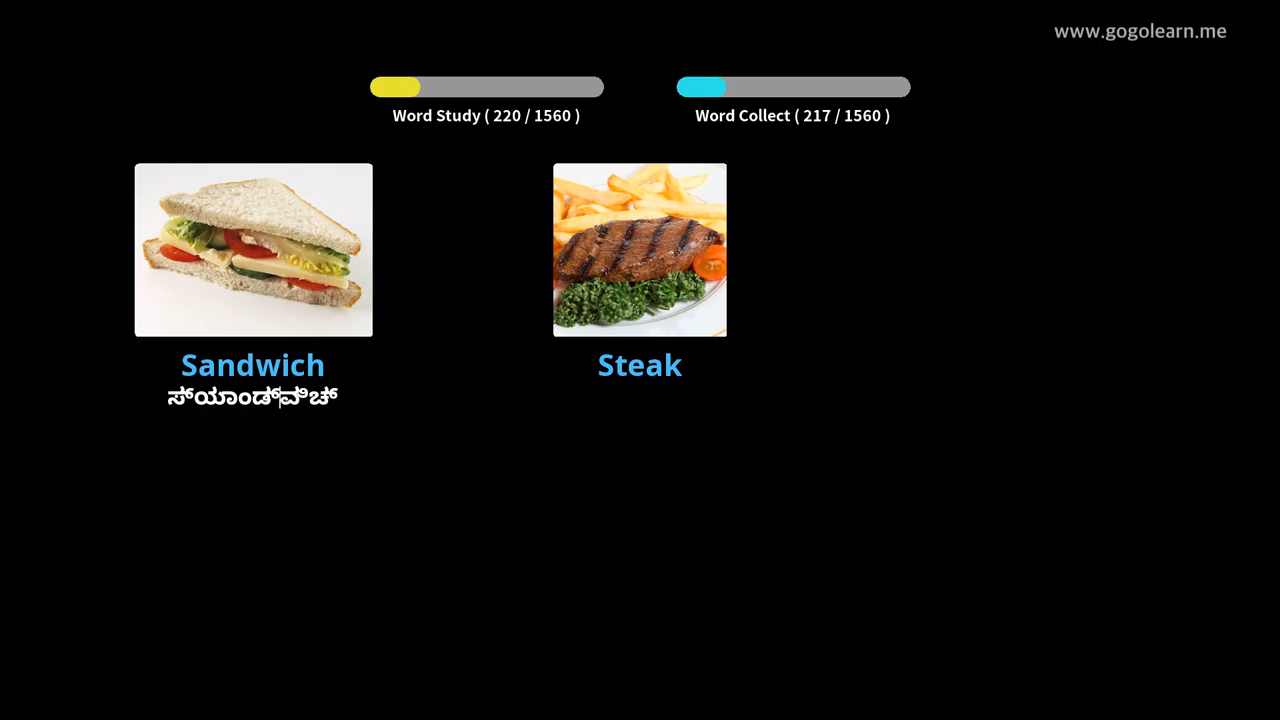 www.gogolearn.me
Word Study ( 220 / 1560 )
Word Collect ( 217 / 1560 )
Sandwich
ಸ್ಯಾಂಡ್‌ವಿಚ್
Steak